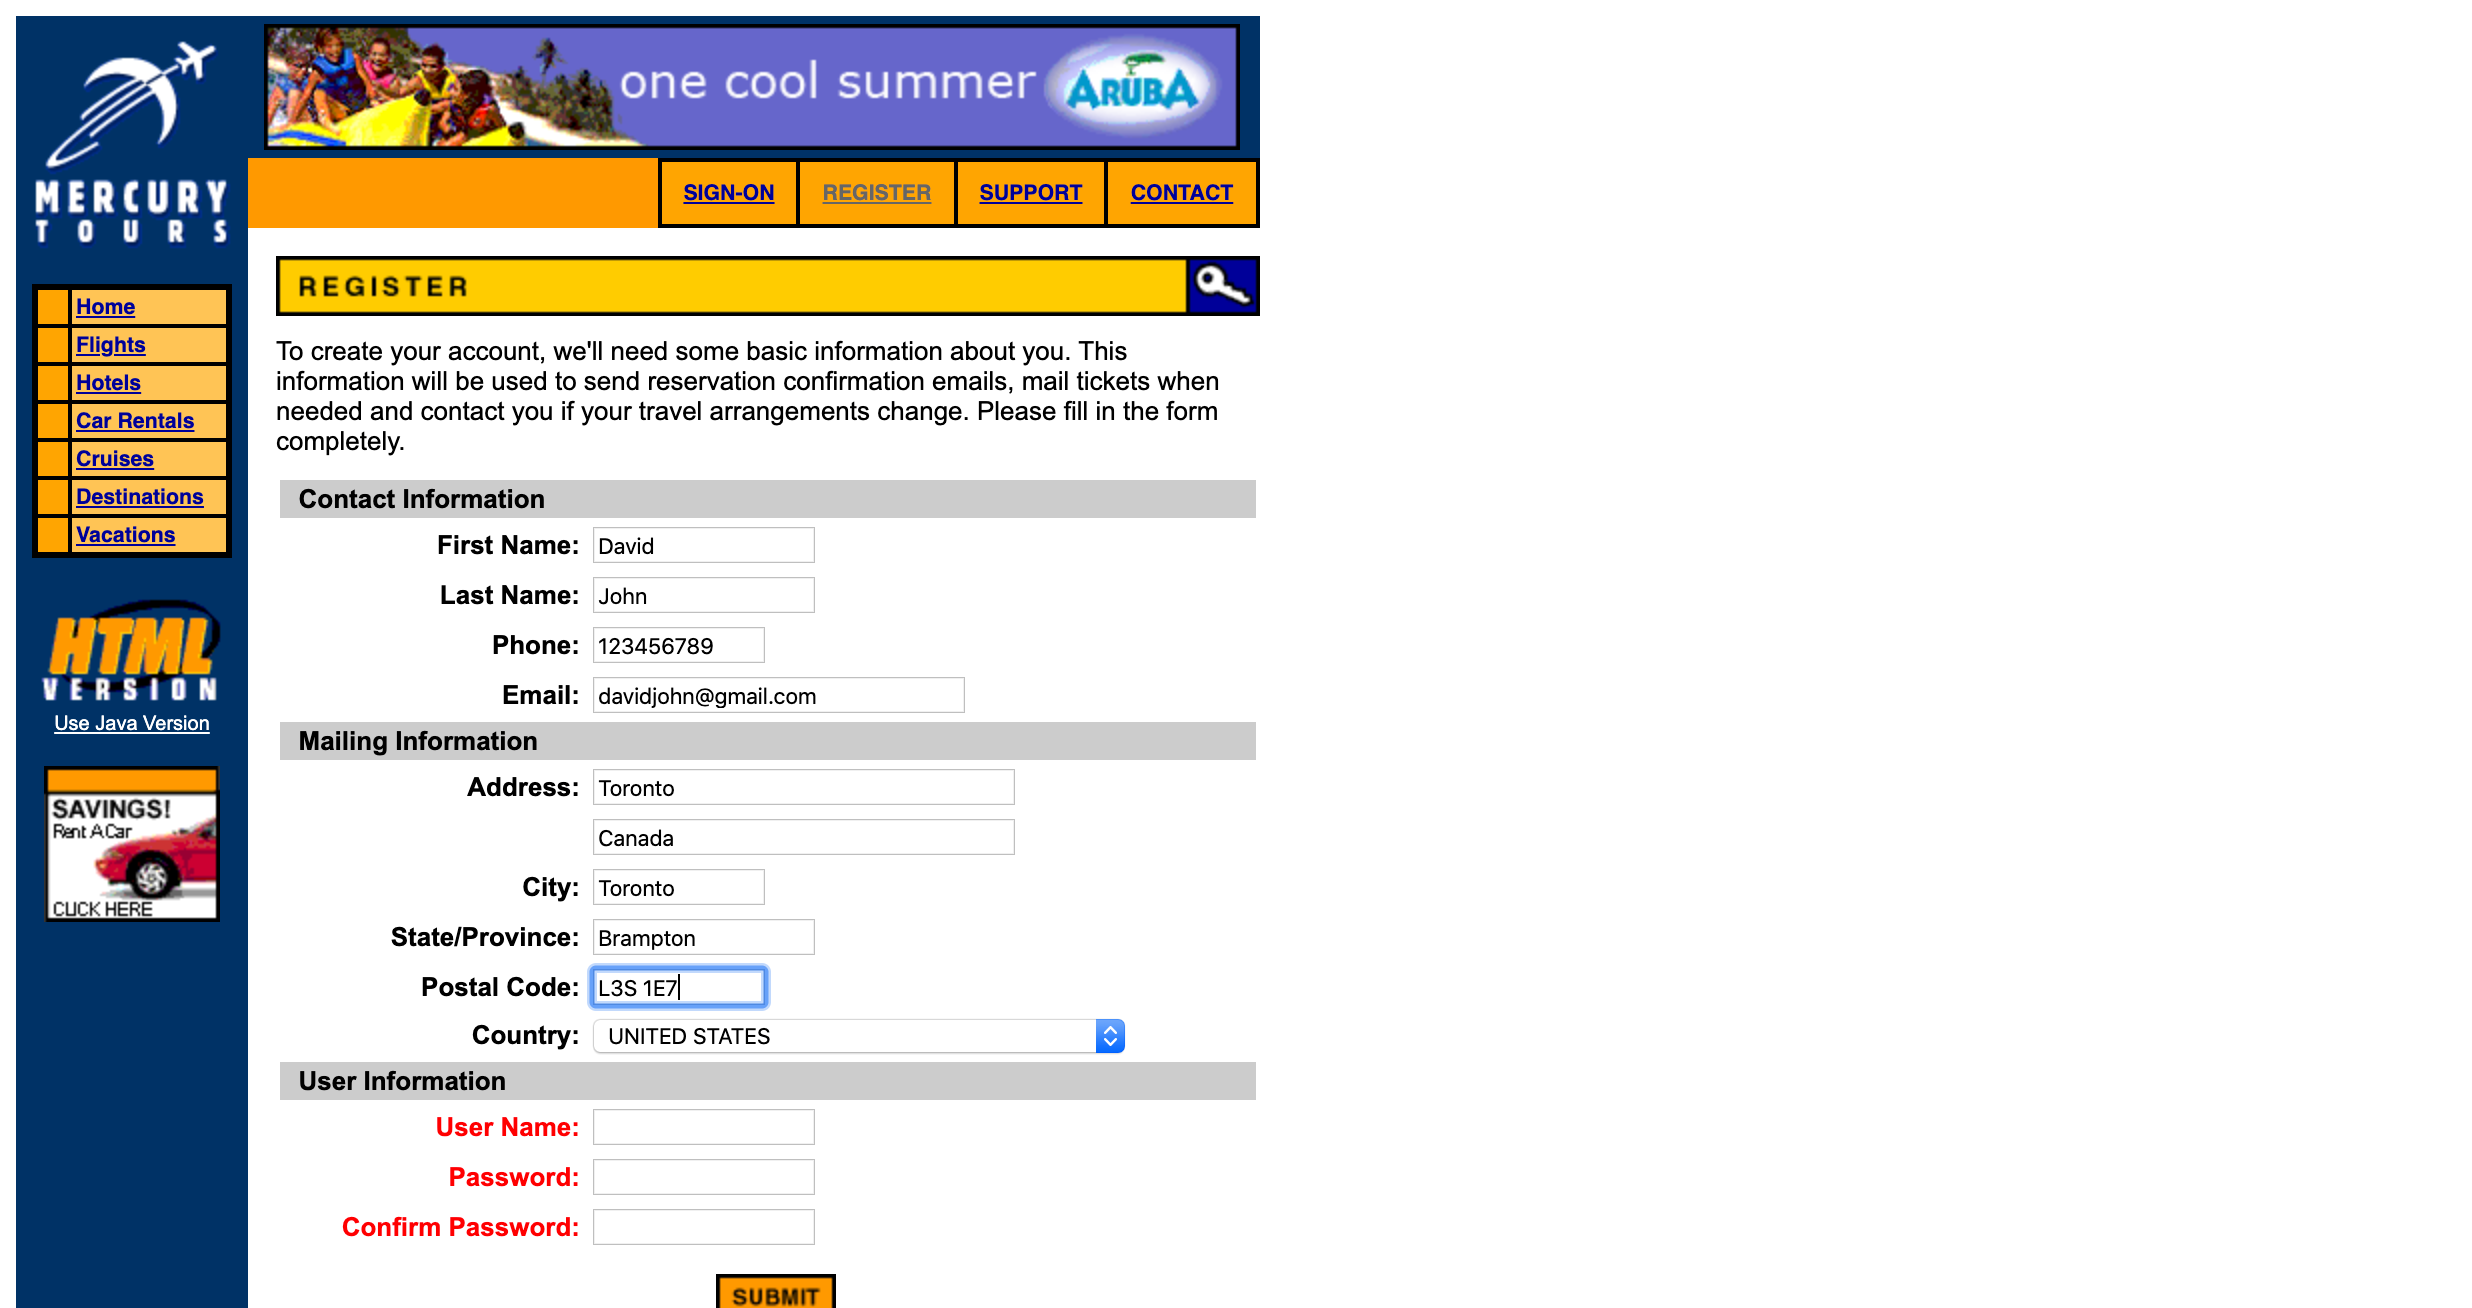 one cool summer
ARUBA
MERCURY
TOURS
SIGN-ON
REGISTER
SUPPORT
CONTACT
Home
Flights
Hotels
Car Rentals
Cruises
Destinations
Vacations
HTML
VERSION
Use Java Version
SAVINGS!
Rent A Car
CLICK HERE
REGISTER
To create your account, we'll need some basic information about you. This
information will be used to send reservation confirmation emails, mail tickets when
needed and contact you if your travel arrangements change. Please fill in the form
completely.
Contact Information
First Name: David
Last Name: John
Phone: 123456789
Email: davidjohn@gmail.com
Mailing Information
Address: Toronto
Canada
City: Toronto
State/Province: Brampton
Postal Code: L3S 1E7
Country: UNITED STATES
User Information
User Name:
Password:
Confirm Password:
SUBMIT